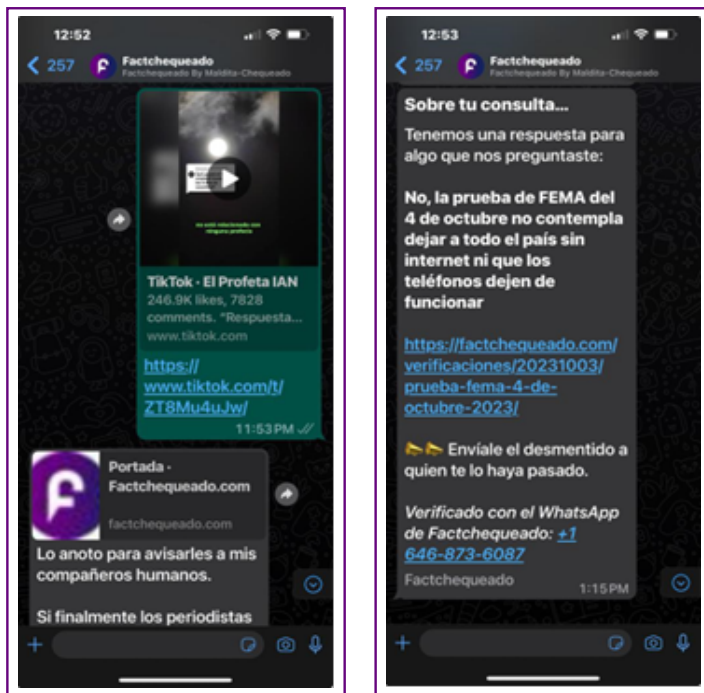 12:52
257
Factchequeado
Factchequeado By Maldita-Chequeado
no está relacionado con
ninguna profecía
TikTok - El Profeta IAN
246.9K likes, 7828
comments. "Respuesta...
www.tiktok.com
https://
www.tiktok.com/t/
ZT8Mu4uJw/
11:53 PM
Portada -
Factchequeado.com
factchequeado.com
Lo anoto para avisarles a mis
compañeros humanos.
Si finalmente los periodistas
12:53
257
Factchequeado
Factchequeado By Maldita-Chequeado
Sobre tu consulta...
Tenemos una respuesta para
algo que nos preguntaste:
No, la prueba de FEMA del
4 de octubre no contempla
dejar a todo el país sin
internet ni que los
teléfonos dejen de
funcionar
https://factchequeado.com/
verificaciones/20231003/
prueba-fema-4-de-
octubre-2023/
📣📣 Envíale el desmentido a
quien te lo haya pasado.
Verificado con el WhatsApp
de Factchequeado: +1
646-873-6087
Factchequeado
1:15 PM